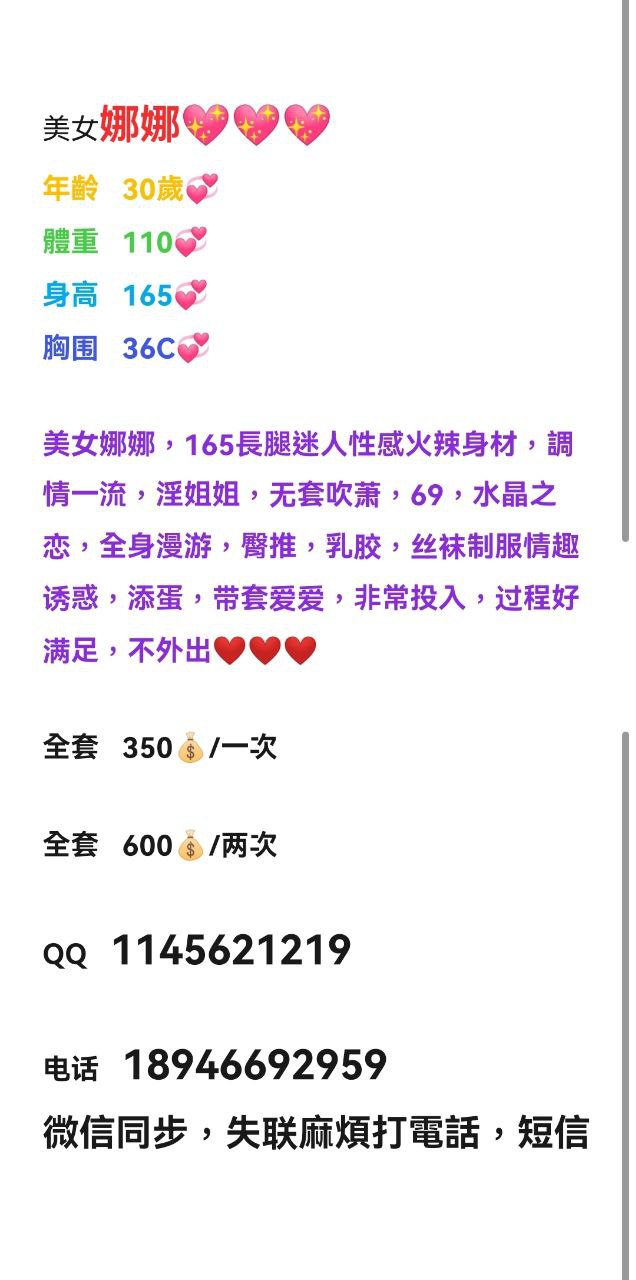 美女娜娜💖💖💖
年齡 30歲💞
體重 110💞
身高 165💞
胸围 36C💞
美女娜娜，165長腿迷人性感火辣身材，調
情一流，淫姐姐，无套吹萧，69，水晶之
恋，全身漫游，臀推，乳胶，丝袜制服情趣
诱惑，添蛋，带套爱爱，非常投入，过程好
满足，不外出❤️❤️❤️
全套 350💰/一次
全套 600💰/两次
QQ 1145621219
电话 18946692959
微信同步，失联麻煩打電話，短信